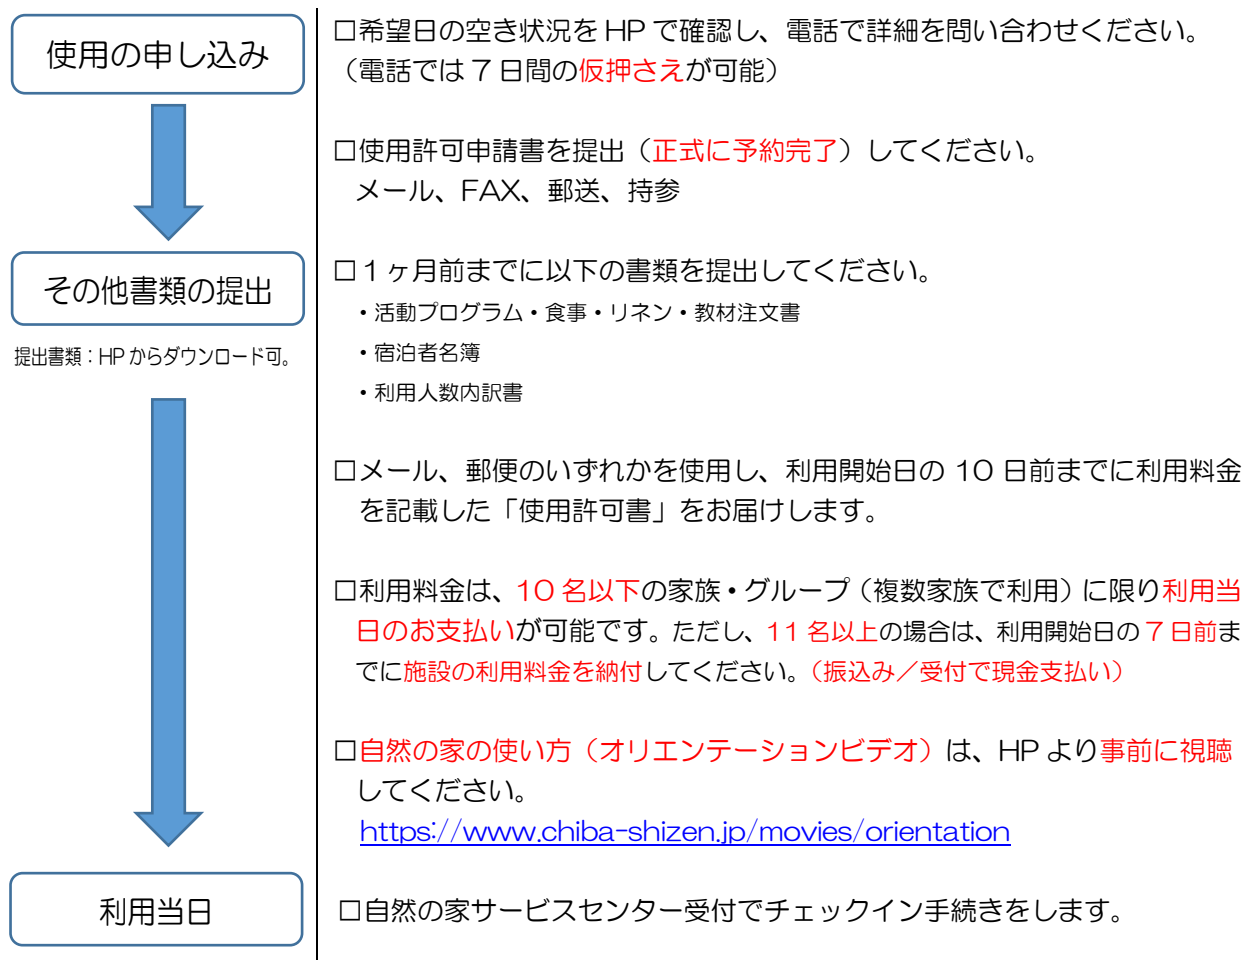 使用の申し込み
□希望日の空き状況をHPで確認し、電話で詳細を問い合わせください。
（電話では7日間の仮押さえが可能）
□使用許可申請書を提出（正式に予約完了）してください。
メール、FAX、郵送、持参
その他書類の提出
提出書類：HPからダウンロード可。
□1ヶ月前までに以下の書類を提出してください。
・活動プログラム・食事・リネン・教材注文書
・宿泊者名簿
・利用人数内訳書
□メール、郵便のいずれかを使用し、利用開始日の10日前までに利用料金
を記載した「使用許可書」をお届けします。
□利用料金は、10名以下の家族・グループ（複数家族で利用）に限り利用当
日のお支払いが可能です。ただし、11名以上の場合は、利用開始日の7日前ま
でに施設の利用料金を納付してください。（振込み／受付で現金支払い）
□自然の家の使い方（オリエンテーションビデオ）は、HPより事前に視聴
してください。
https://www.chiba-shizen.jp/movies/orientation
利用当日
□自然の家サービスセンター受付でチェックイン手続きをします。